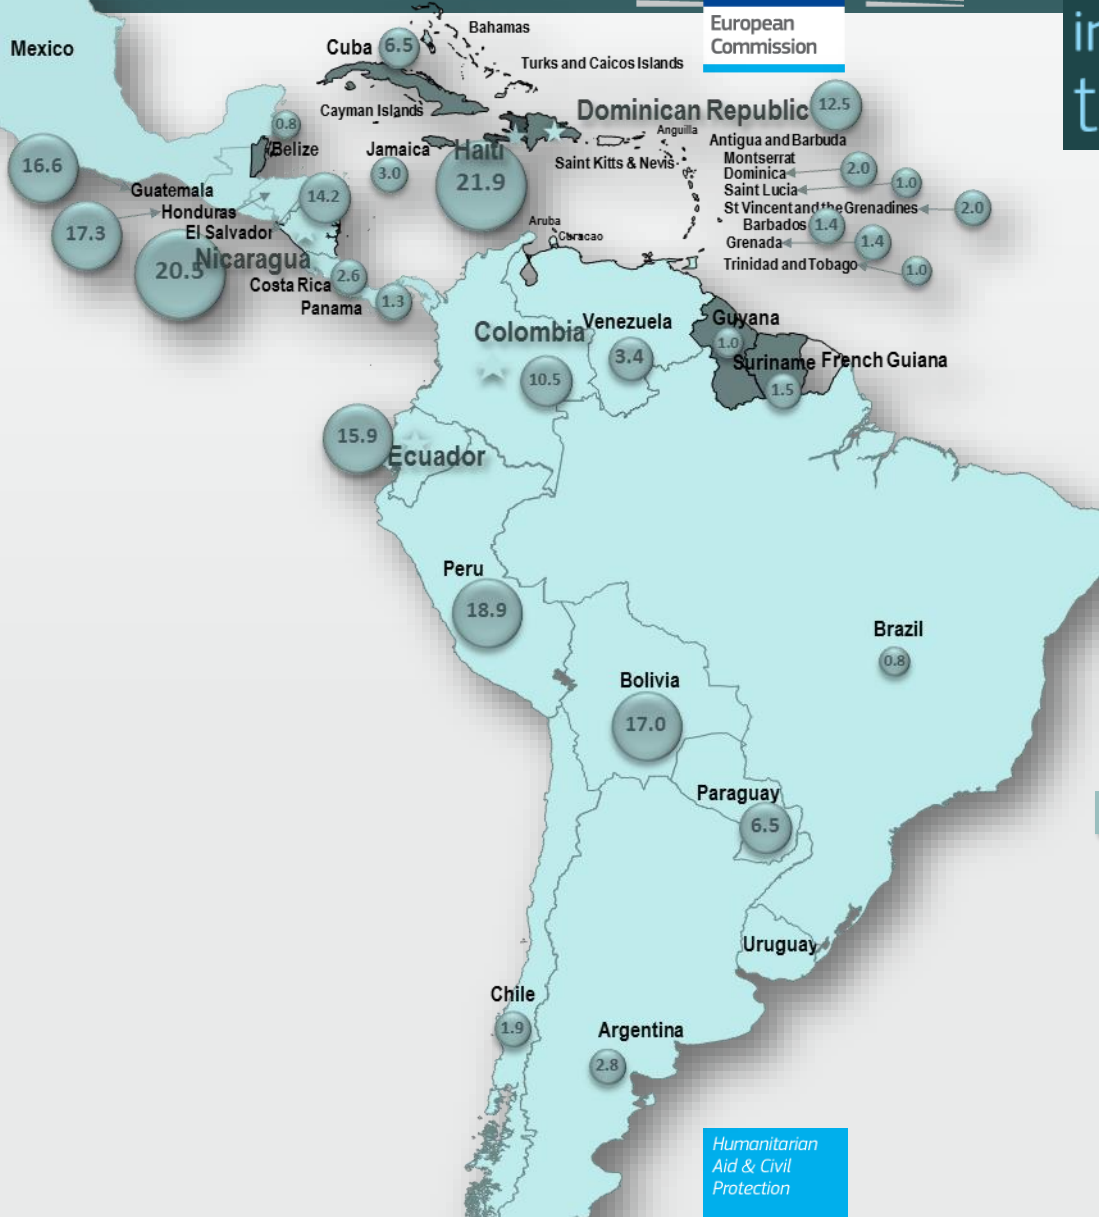 European
Commission
in
t
Mexico
Cuba
6.5
Bahamas
Turks and Caicos Islands
Cayman Islands
Dominican Republic
12.5
0.8
Belize
Jamaica
3.0
Haiti
21.9
Anguilla
Saint Kitts & Nevis
Antigua and Barbuda
Montserrat
Dominica
2.0
Saint Lucia
1.0
St Vincent and the Grenadines
2.0
Barbados
1.4
Grenada
1.4
Trinidad and Tobago
1.0
16.6
Guatemala
Honduras
14.2
El Salvador
17.3
20.5
Nicaragua
Costa Rica
2.6
Panama
1.3
Aruba
Curacao
Colombia
10.5
Venezuela
3.4
Guyana
1.0
Suriname
1.5
French Guiana
15.9
Ecuador
Peru
18.9
Brazil
0.8
Bolivia
17.0
Paraguay
6.5
Uruguay
Chile
1.9
Argentina
2.8
Humanitarian
Aid & Civil
Protection